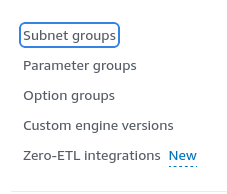 Subnet groups
Parameter groups
Option groups
Custom engine versions
Zero-ETL integrations New